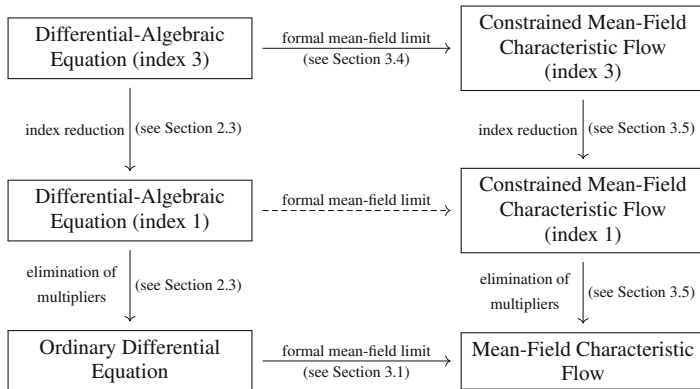 Differential-Algebraic
Equation (index 3)
formal mean-field limit
(see Section 3.4)
Constrained Mean-Field
Characteristic Flow
(index 3)
index reduction
(see Section 2.3)
index reduction
(see Section 3.5)
Differential-Algebraic
Equation (index 1)
formal mean-field limit
Constrained Mean-Field
Characteristic Flow
(index 1)
elimination of
multipliers
(see Section 2.3)
elimination of
multipliers
(see Section 3.5)
Ordinary Differential
Equation
formal mean-field limit
(see Section 3.1)
Mean-Field Characteristic
Flow